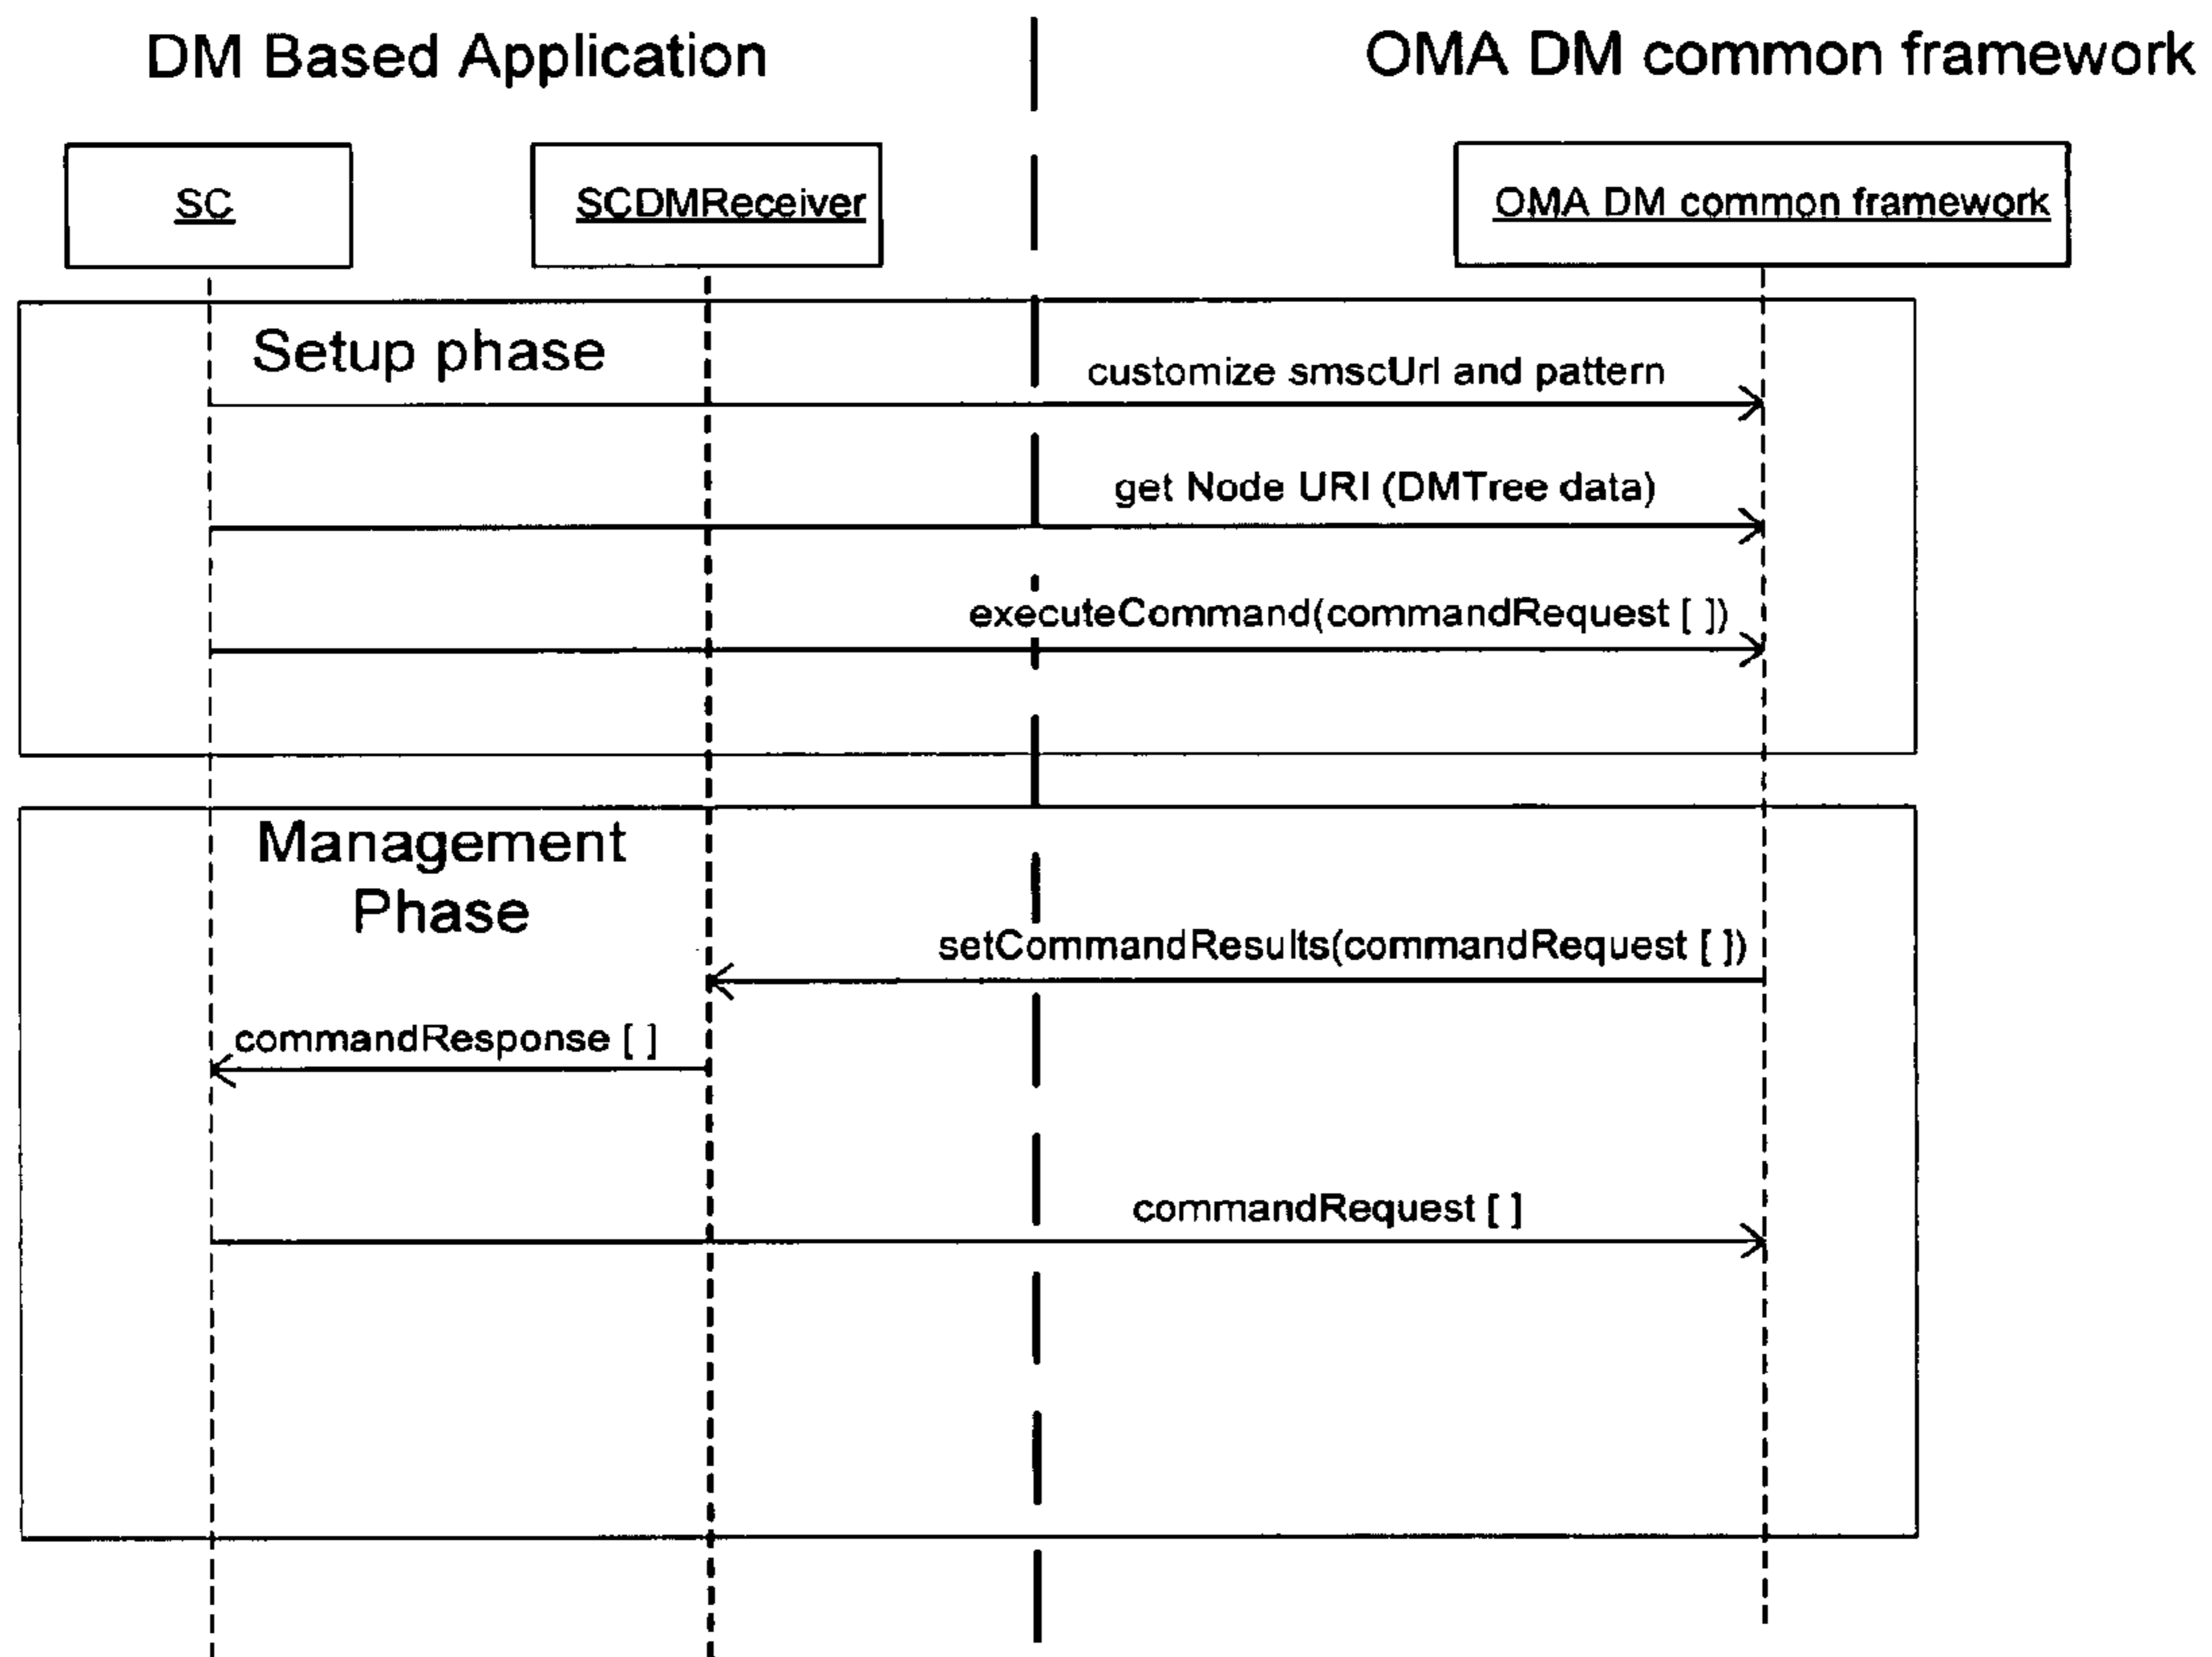 DM Based Application
OMA DM common framework
SC
SCDMReceiver
OMA DM common framework
Setup phase
customize smscUrl and pattern
get Node URI (DMTree data)
executeCommand(commandRequest [ ])
Management
Phase
setCommandResults(commandRequest [ ])
commandResponse [ ]
commandRequest [ ]